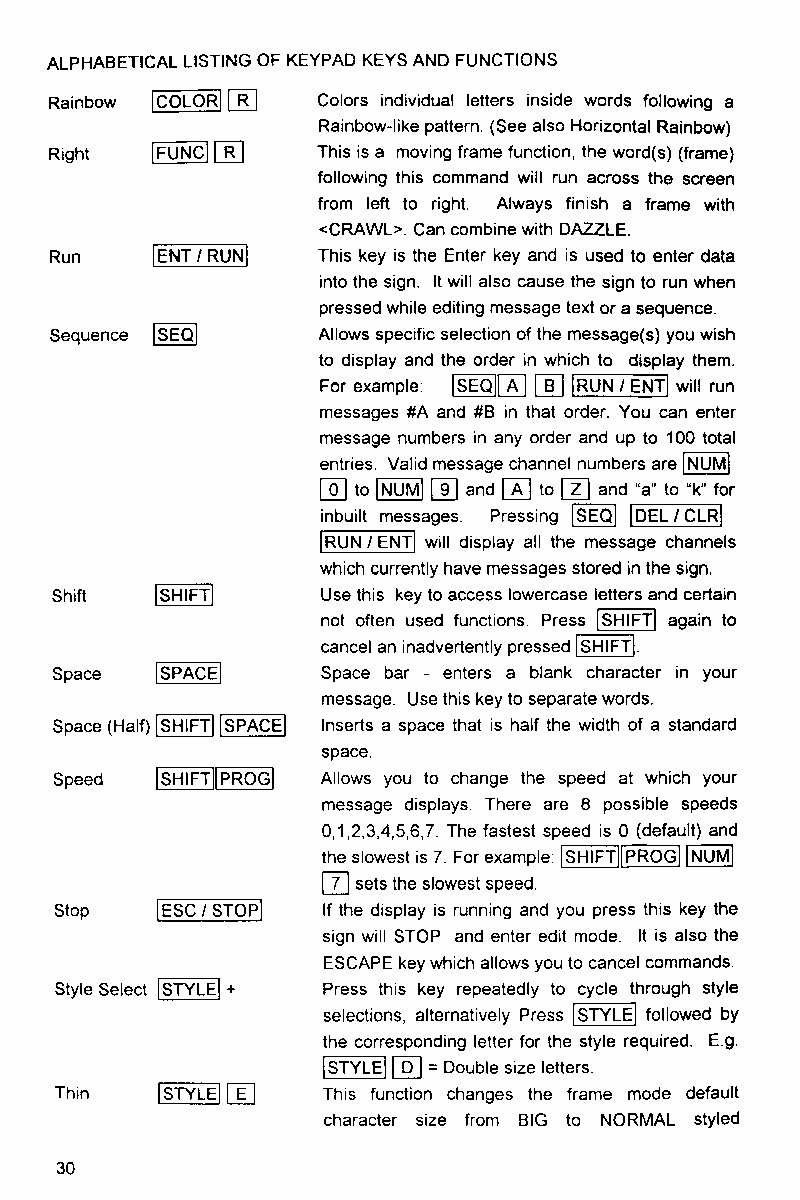 ALPHABETICAL LISTING OF KEYPAD KEYS AND FUNCTIONS
Rainbow COLOR R Colors individual letters inside words following a
Rainbow-like pattern. (See also Horizontal Rainbow)
Right FUNC R This is a moving frame function, the word(s) (frame)
following this command will run across the screen
from left to right. Always finish a frame with
<CRAWL>. Can combine with DAZZLE.
Run ENT / RUN This key is the Enter key and is used to enter data
into the sign. It will also cause the sign to run when
pressed while editing message text or a sequence.
Sequence SEQ Allows specific selection of the message(s) you wish
to display and the order in which to display them.
For example: SEQ A B RUN / ENT will run
messages #A and #B in that order. You can enter
message numbers in any order and up to 100 total
entries. Valid message channel numbers are NUM
0 to NUM 9 and A to Z and “a” to “k” for
inbuilt messages. Pressing SEQ DEL / CLR
RUN / ENT will display all the message channels
which currently have messages stored in the sign.
Shift SHIFT Use this key to access lowercase letters and certain
not often used functions. Press SHIFT again to
cancel an inadvertently pressed SHIFT.
Space SPACE Space bar - enters a blank character in your
message. Use this key to separate words.
Space (Half) SHIFT SPACE Inserts a space that is half the width of a standard
space.
Speed SHIFT PROG Allows you to change the speed at which your
message displays. There are 8 possible speeds
0,1,2,3,4,5,6,7. The fastest speed is 0 (default) and
the slowest is 7. For example: SHIFT PROG NUM
7 sets the slowest speed.
Stop ESC / STOP If the display is running and you press this key the
sign will STOP and enter edit mode. It is also the
ESCAPE key which allows you to cancel commands.
Style Select STYLE + Press this key repeatedly to cycle through style
selections, alternatively Press STYLE followed by
the corresponding letter for the style required. E.g.
STYLE D = Double size letters.
Thin STYLE E This function changes the frame mode default
character size from BIG to NORMAL styled
30